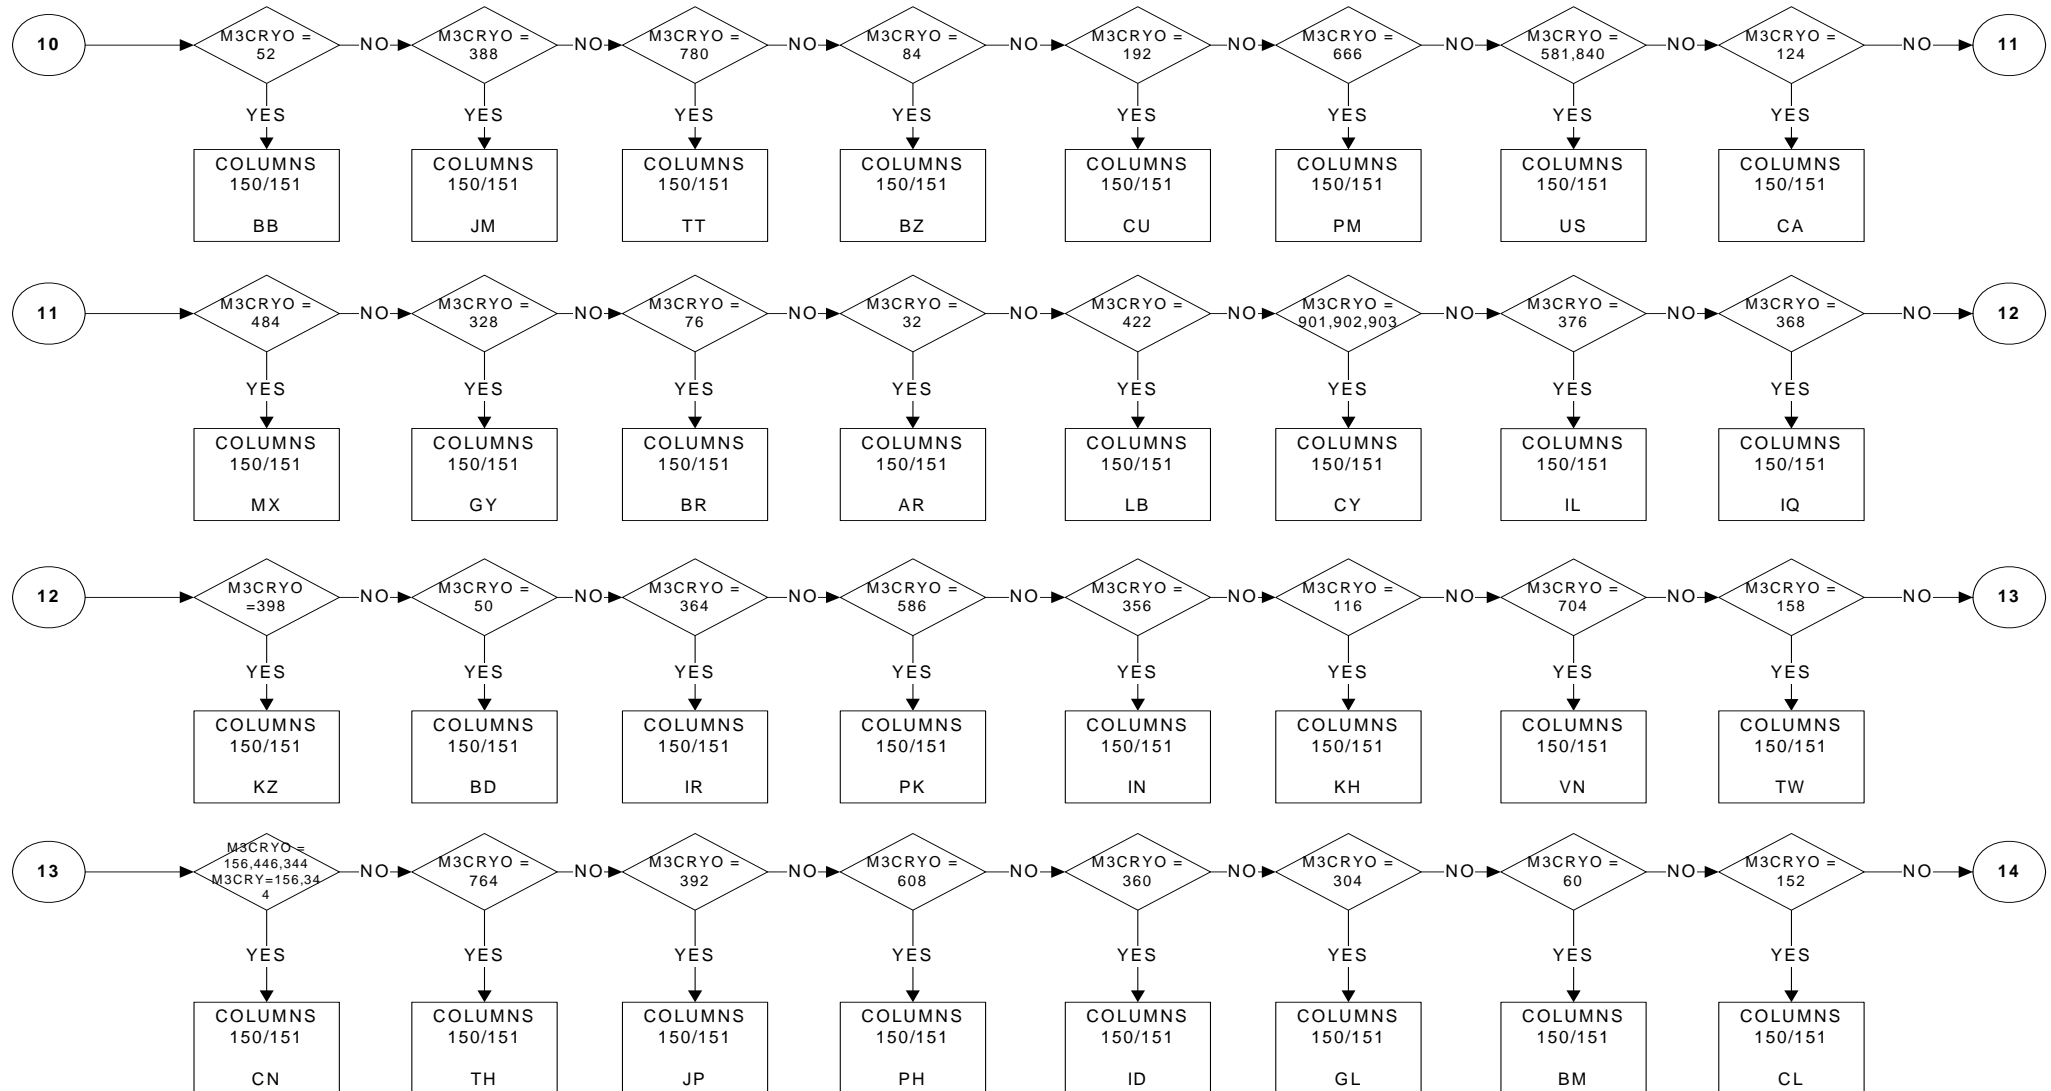 10
M3CRYO =
52
NO
M3CRYO =
388
NO
M3CRYO =
780
NO
M3CRYO =
84
NO
M3CRYO =
192
NO
M3CRYO =
666
NO
M3CRYO =
581,840
NO
M3CRYO =
124
NO
11
YES
YES
YES
YES
YES
YES
YES
YES
COLUMNS
150/151
BB
COLUMNS
150/151
JM
COLUMNS
150/151
TT
COLUMNS
150/151
BZ
COLUMNS
150/151
CU
COLUMNS
150/151
PM
COLUMNS
150/151
US
COLUMNS
150/151
CA
11
M3CRYO =
484
NO
M3CRYO =
328
NO
M3CRYO =
76
NO
M3CRYO =
32
NO
M3CRYO =
422
NO
M3CRYO =
901,902,903
NO
M3CRYO =
376
NO
M3CRYO =
368
NO
12
YES
YES
YES
YES
YES
YES
YES
YES
COLUMNS
150/151
MX
COLUMNS
150/151
GY
COLUMNS
150/151
BR
COLUMNS
150/151
AR
COLUMNS
150/151
LB
COLUMNS
150/151
CY
COLUMNS
150/151
IL
COLUMNS
150/151
IQ
12
M3CRYO
=398
NO
M3CRYO =
50
NO
M3CRYO =
364
NO
M3CRYO =
586
NO
M3CRYO =
356
NO
M3CRYO =
116
NO
M3CRYO =
704
NO
M3CRYO =
158
NO
13
YES
YES
YES
YES
YES
YES
YES
YES
COLUMNS
150/151
KZ
COLUMNS
150/151
BD
COLUMNS
150/151
IR
COLUMNS
150/151
PK
COLUMNS
150/151
IN
COLUMNS
150/151
KH
COLUMNS
150/151
VN
COLUMNS
150/151
TW
13
M3CRYO =
156,446,344
M3CRY=156,34
4
NO
M3CRYO =
764
NO
M3CRYO =
392
NO
M3CRYO =
608
NO
M3CRYO =
360
NO
M3CRYO =
304
NO
M3CRYO =
60
NO
M3CRYO =
152
NO
14
YES
YES
YES
YES
YES
YES
YES
YES
COLUMNS
150/151
CN
COLUMNS
150/151
TH
COLUMNS
150/151
JP
COLUMNS
150/151
PH
COLUMNS
150/151
ID
COLUMNS
150/151
GL
COLUMNS
150/151
BM
COLUMNS
150/151
CL